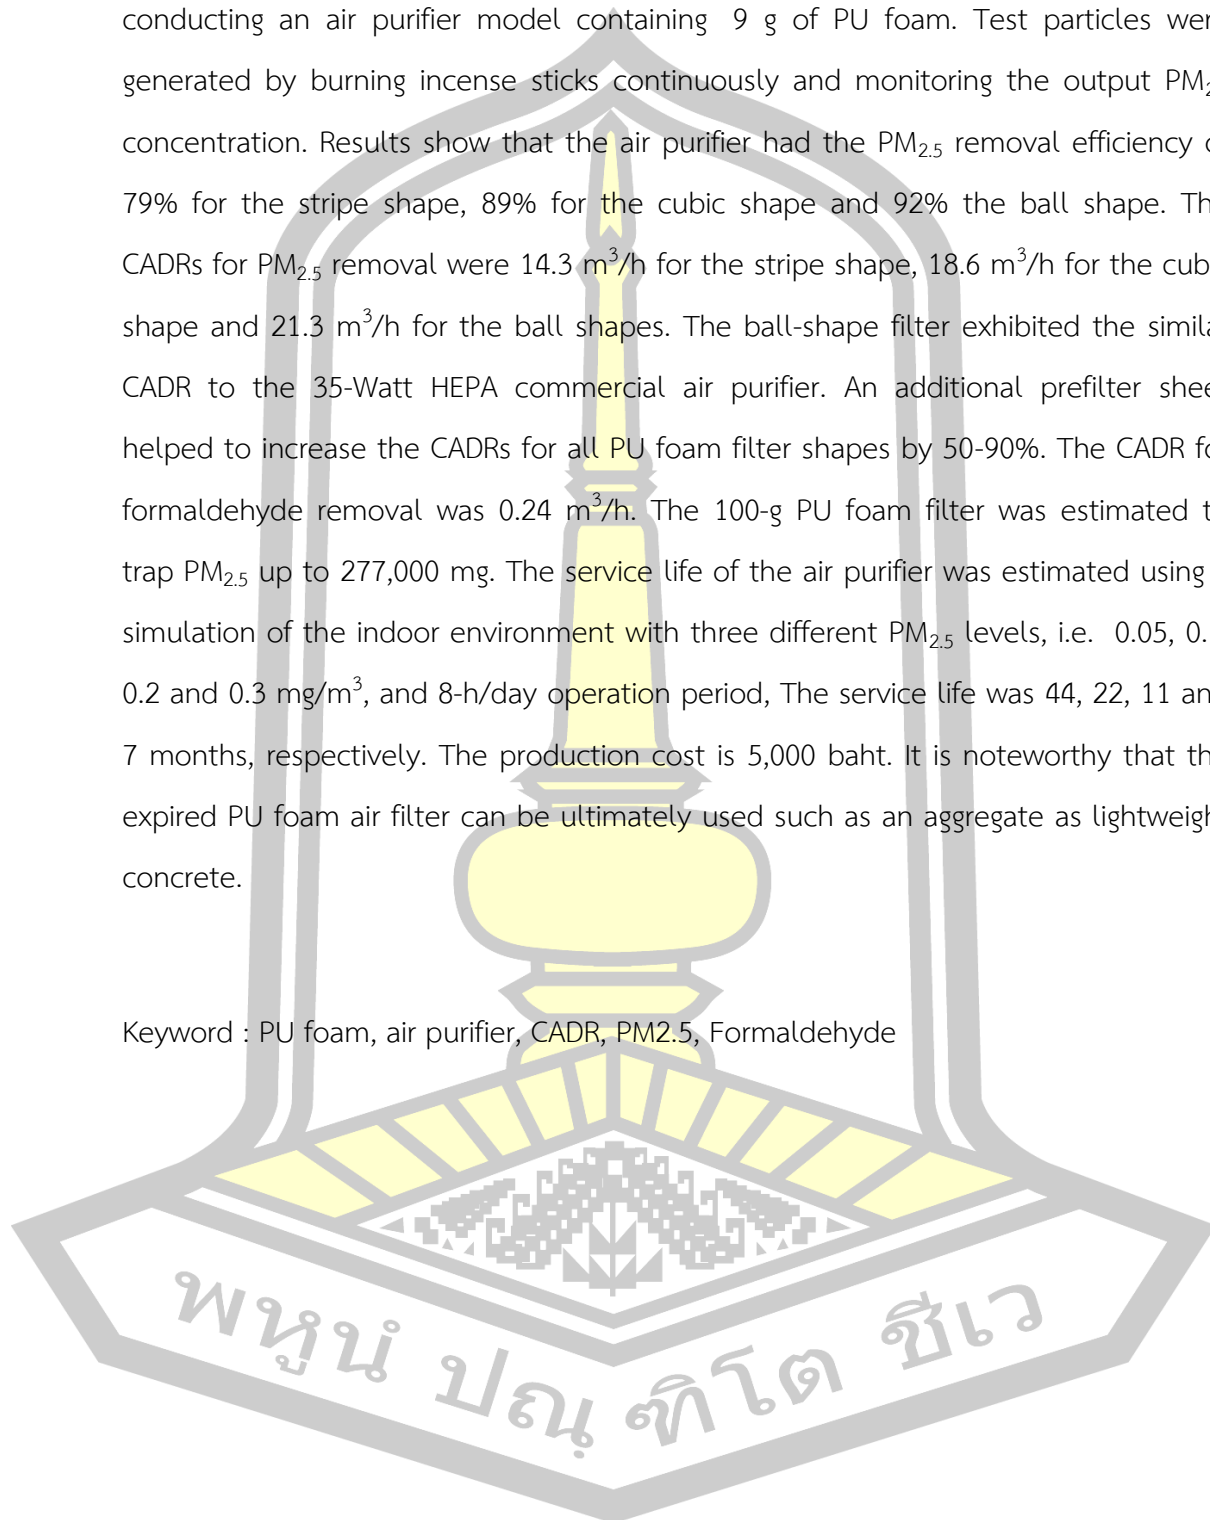 conducting an air purifier model containing 9 g of PU foam. Test particles wer
generated by burning incense sticks continuously and monitoring the output PM2
concentration. Results show that the air purifier had the PM2.5 removal efficiency o
79% for the stripe shape, 89% for the cubic shape and 92% the ball shape. Th
CADRs for PM2.5 removal were 14.3 m³/h for the stripe shape, 18.6 m³/h for the cub
shape and 21.3 m³/h for the ball shapes. The ball-shape filter exhibited the simila
CADR to the 35-Watt HEPA commercial air purifier. An additional prefilter shee
helped to increase the CADRs for all PU foam filter shapes by 50-90%. The CADR fo
formaldehyde removal was 0.24 m³/h. The 100-g PU foam filter was estimated t
trap PM2.5 up to 277,000 mg. The service life of the air purifier was estimated using
simulation of the indoor environment with three different PM2.5 levels, i.e. 0.05, 0.
0.2 and 0.3 mg/m³, and 8-h/day operation period, The service life was 44, 22, 11 an
7 months, respectively. The production cost is 5,000 baht. It is noteworthy that th
expired PU foam air filter can be ultimately used such as an aggregate as lightweigh
concrete.
Keyword : PU foam, air purifier, CADR, PM2.5, Formaldehyde
พหูนํ ปณฺฑิโต ชีเว